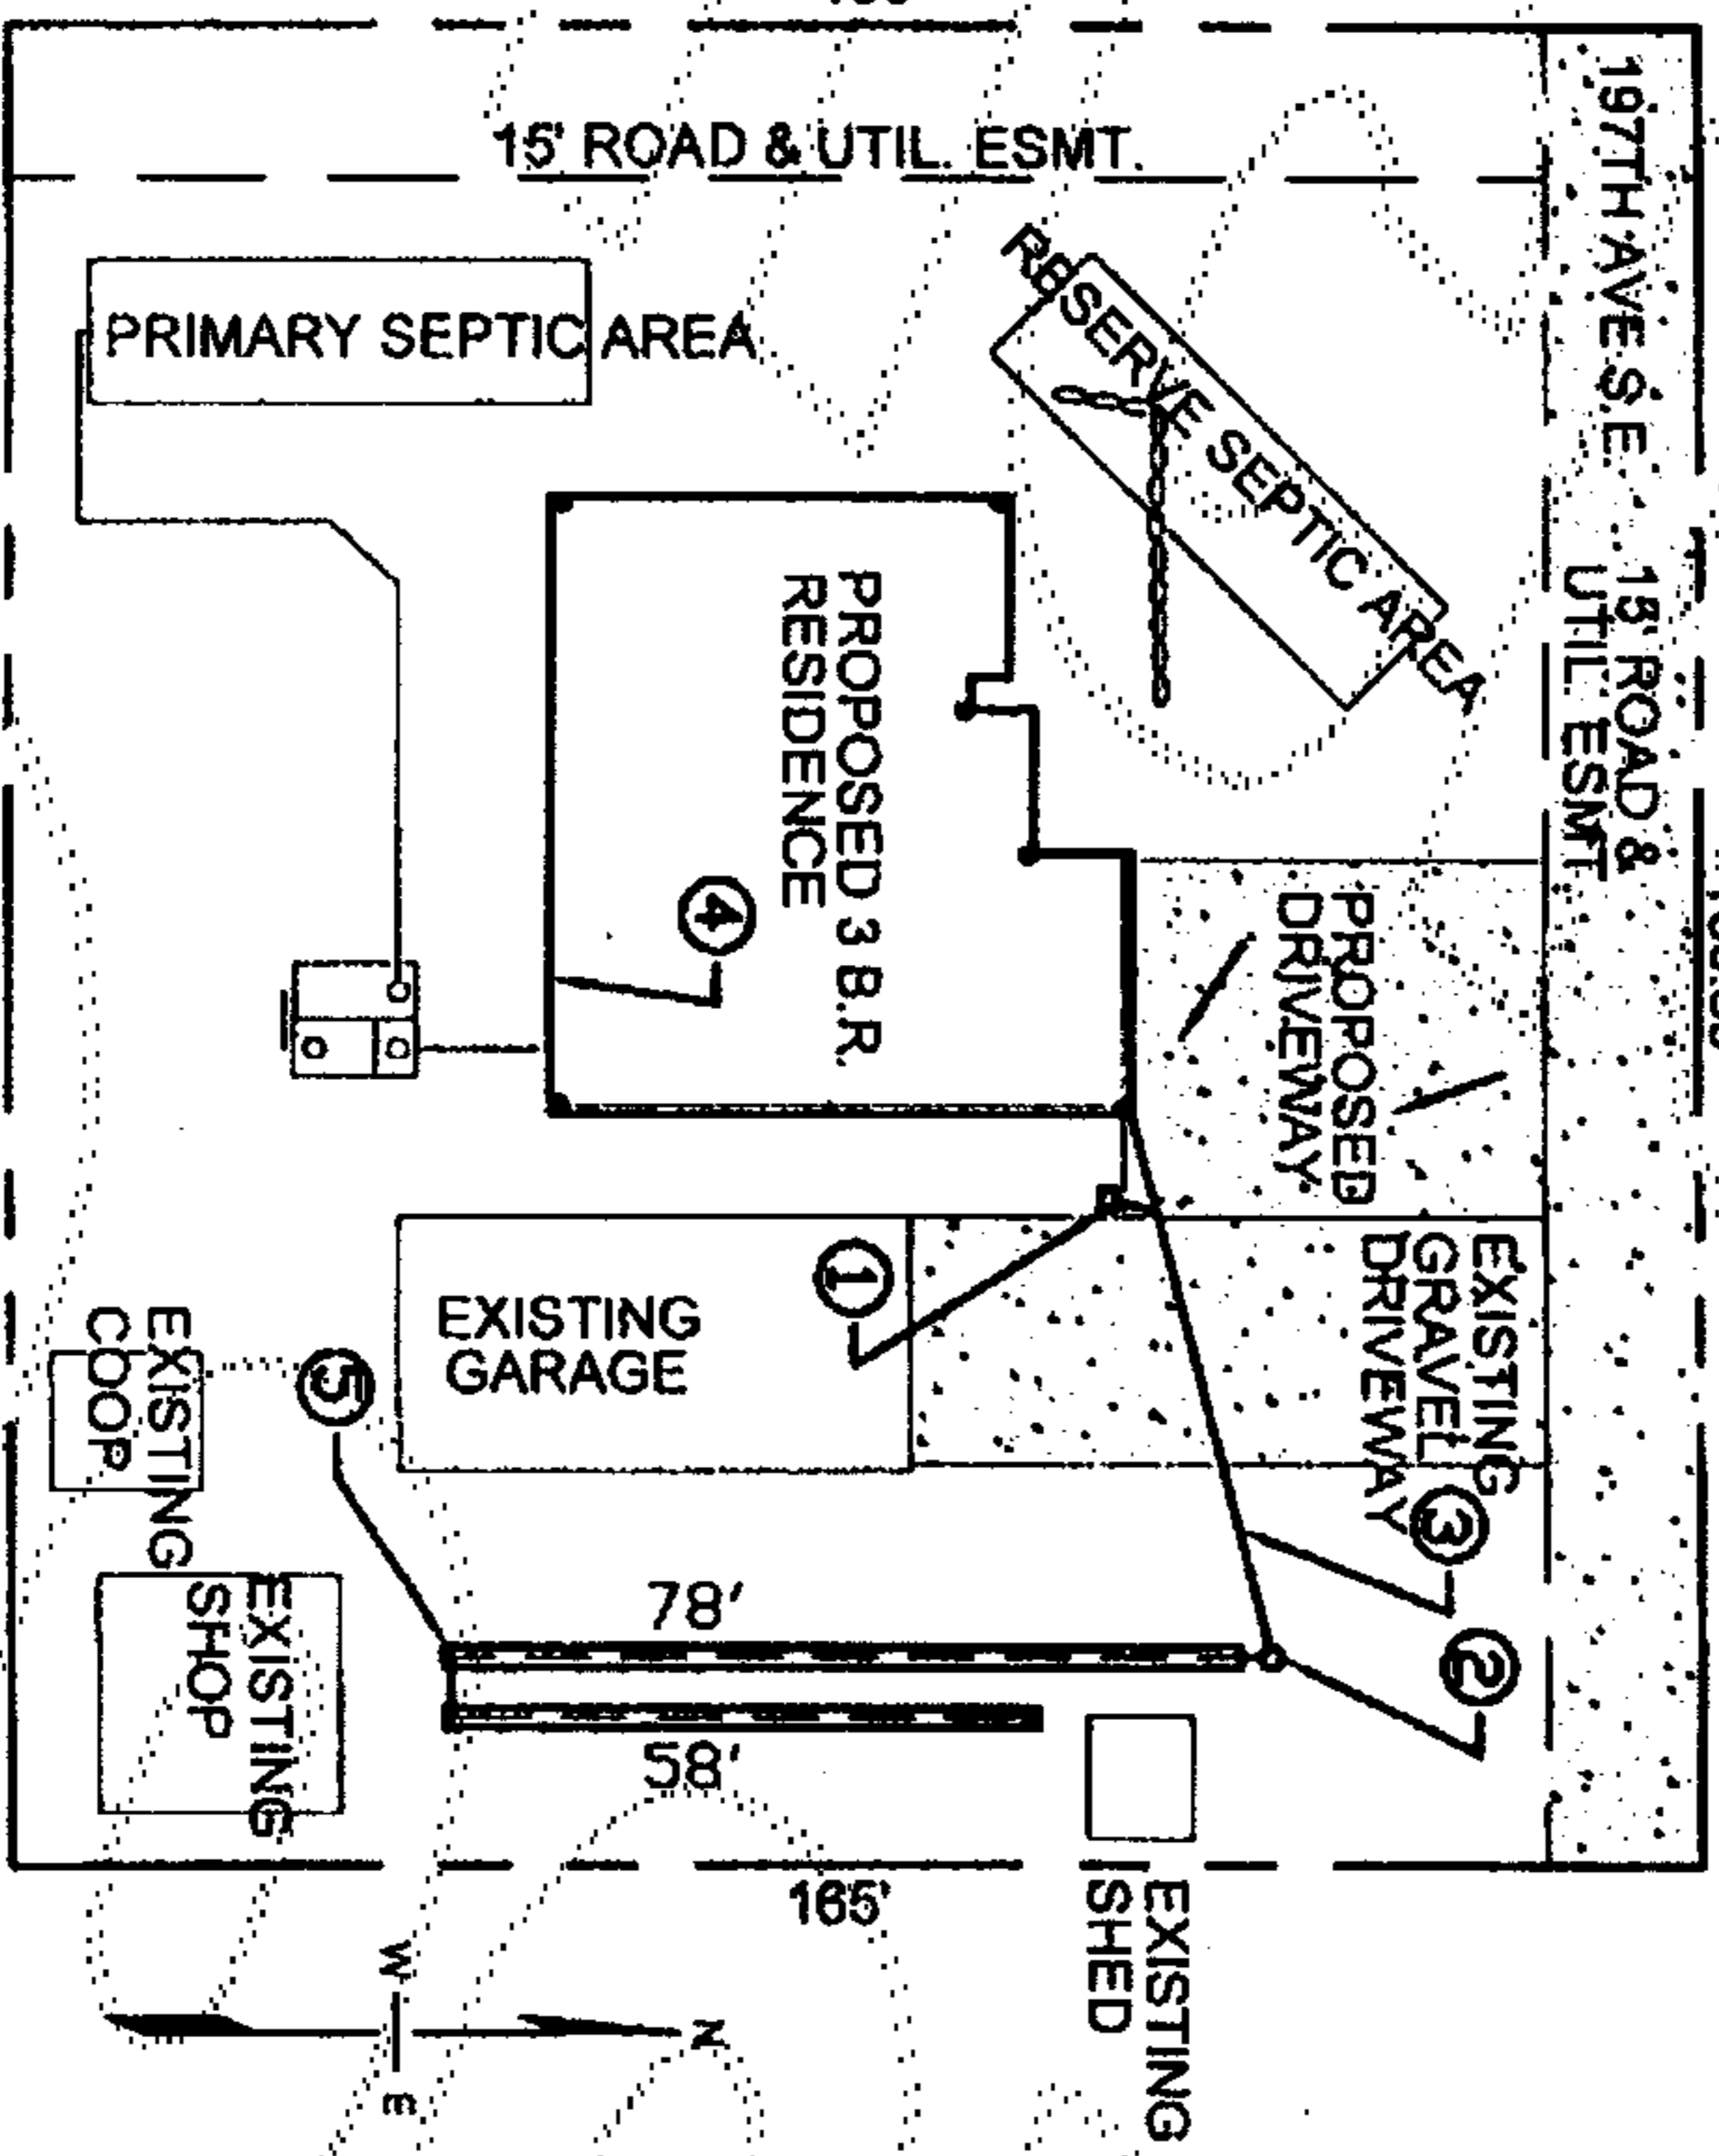 15' ROAD & UTIL. ESMT.
197TH AVE S.E.
15' ROAD &
UTIL. ESMT
PRIMARY SEPTIC AREA
RESERVE SEPTIC AREA
PROPOSED 3 B.R.
RESIDENCE
4
PROPOSED
DRIVEWAY
EXISTING
GRAVEL
DRIVEWAY
1
EXISTING
GARAGE
EXISTING
COOP
5
3
2
EXISTING
SHOP
78'
58'
165'
EXISTING
SHED
W
N
E